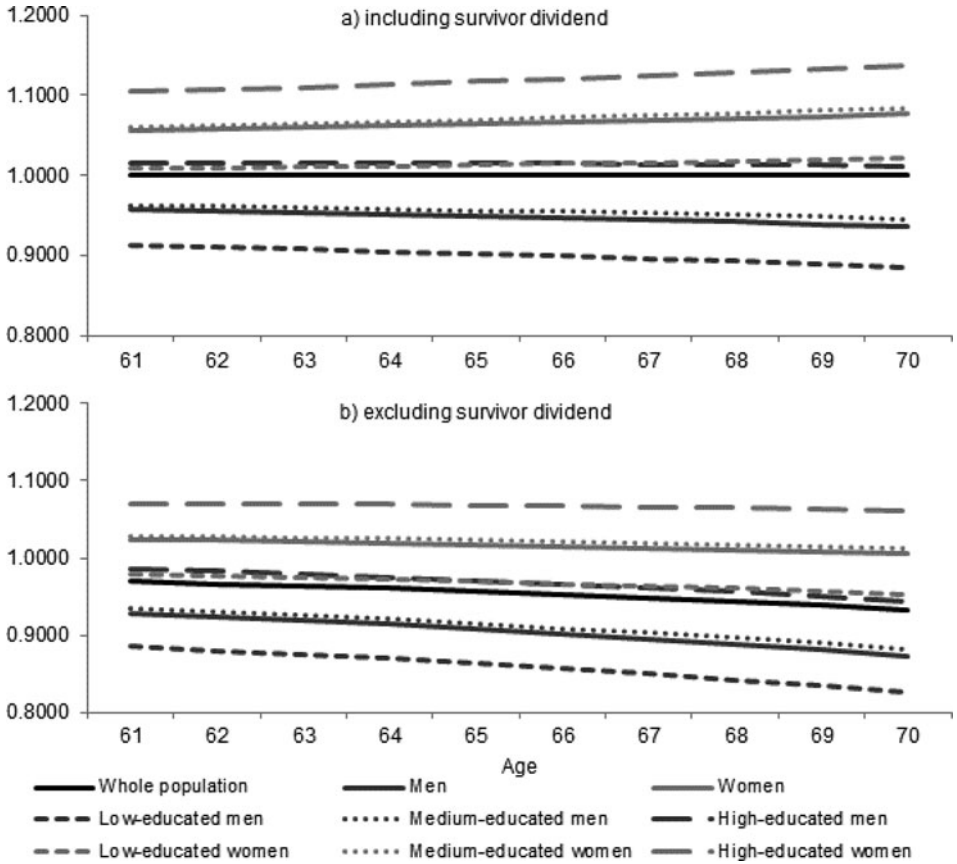 1.2000
a) including survivor dividend
1.1000
1.0000
0.9000
0.8000
61 62 63 64 65 66 67 68 69 70
1.2000
b) excluding survivor dividend
1.1000
1.0000
0.9000
0.8000
61 62 63 64 65 66 67 68 69 70
Age
Whole population Men Women
Low-educated men Medium-educated men High-educated men
Low-educated women Medium-educated women High-educated women